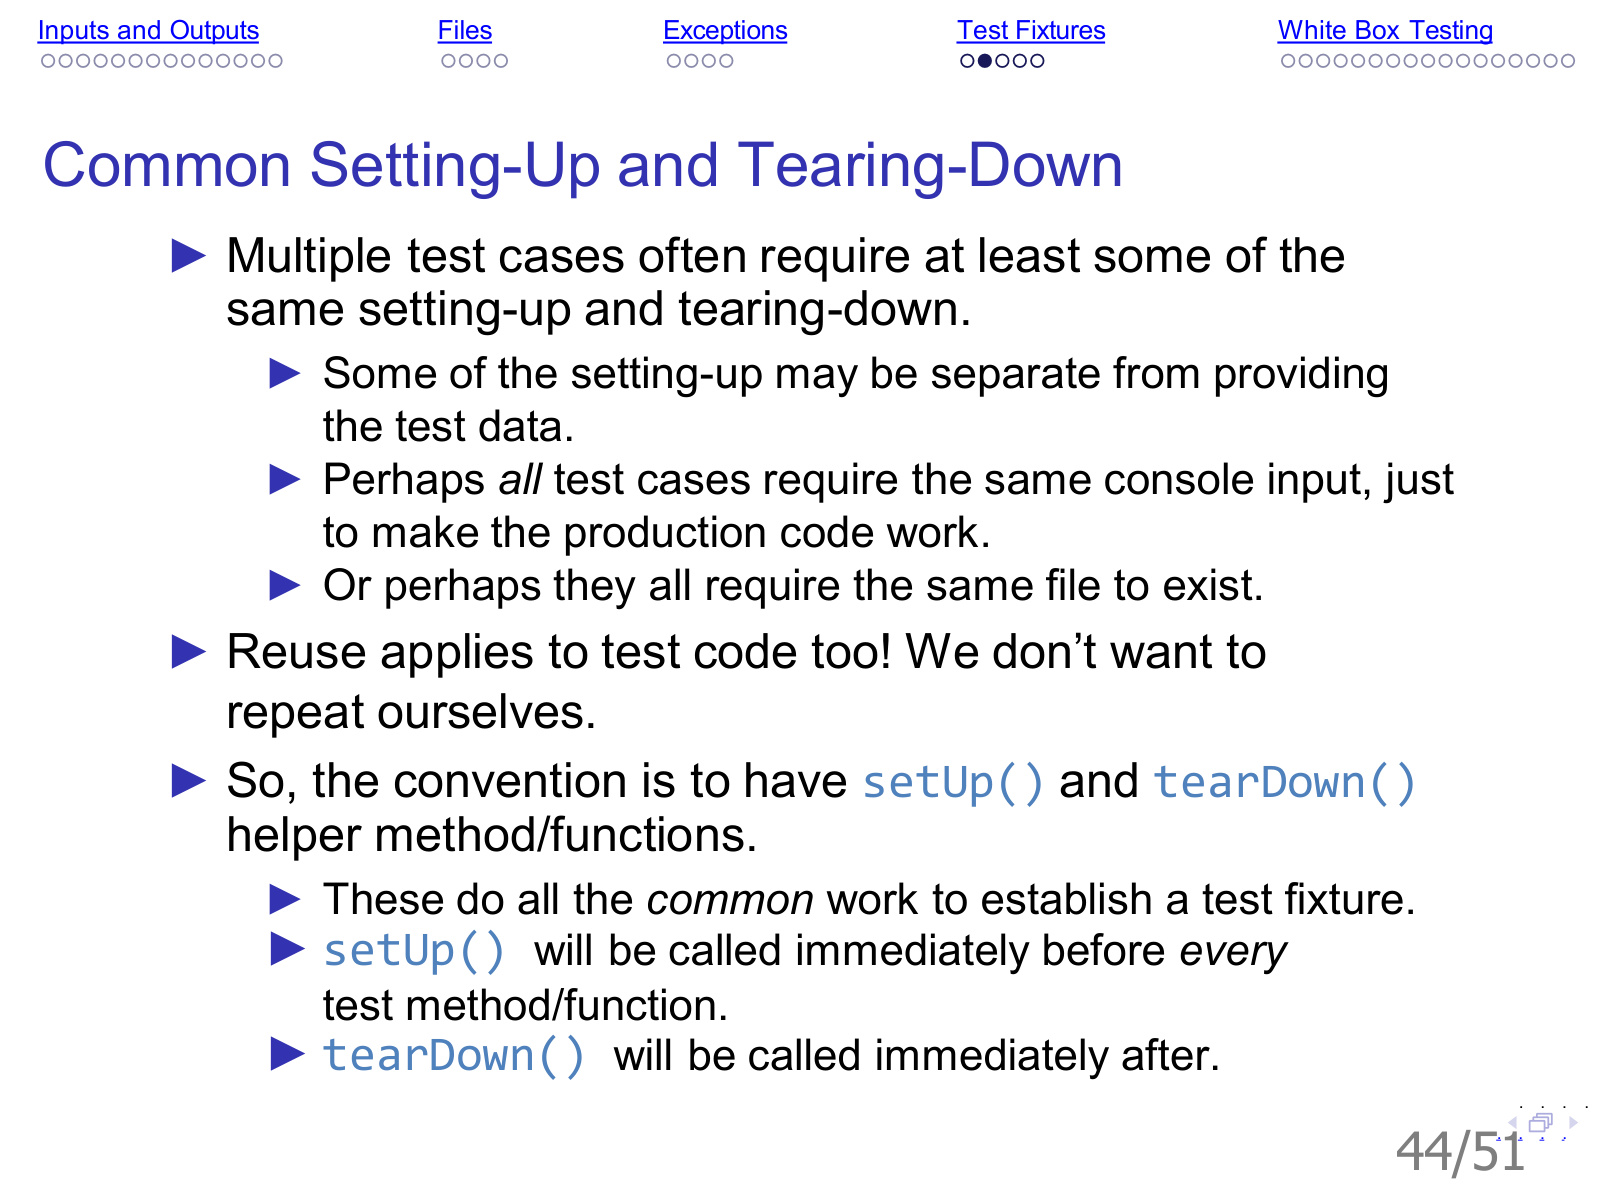 Inputs and Outputs Files Exceptions Test Fixtures White Box Testing
Common Setting-Up and Tearing-Down
Multiple test cases often require at least some of the
same setting-up and tearing-down.
Some of the setting-up may be separate from providing
the test data.
Perhaps all test cases require the same console input, just
to make the production code work.
Or perhaps they all require the same file to exist.
Reuse applies to test code too! We don’t want to
repeat ourselves.
So, the convention is to have setUp() and tearDown()
helper method/functions.
These do all the common work to establish a test fixture.
setUp() will be called immediately before every
test method/function.
tearDown() will be called immediately after.
44/51